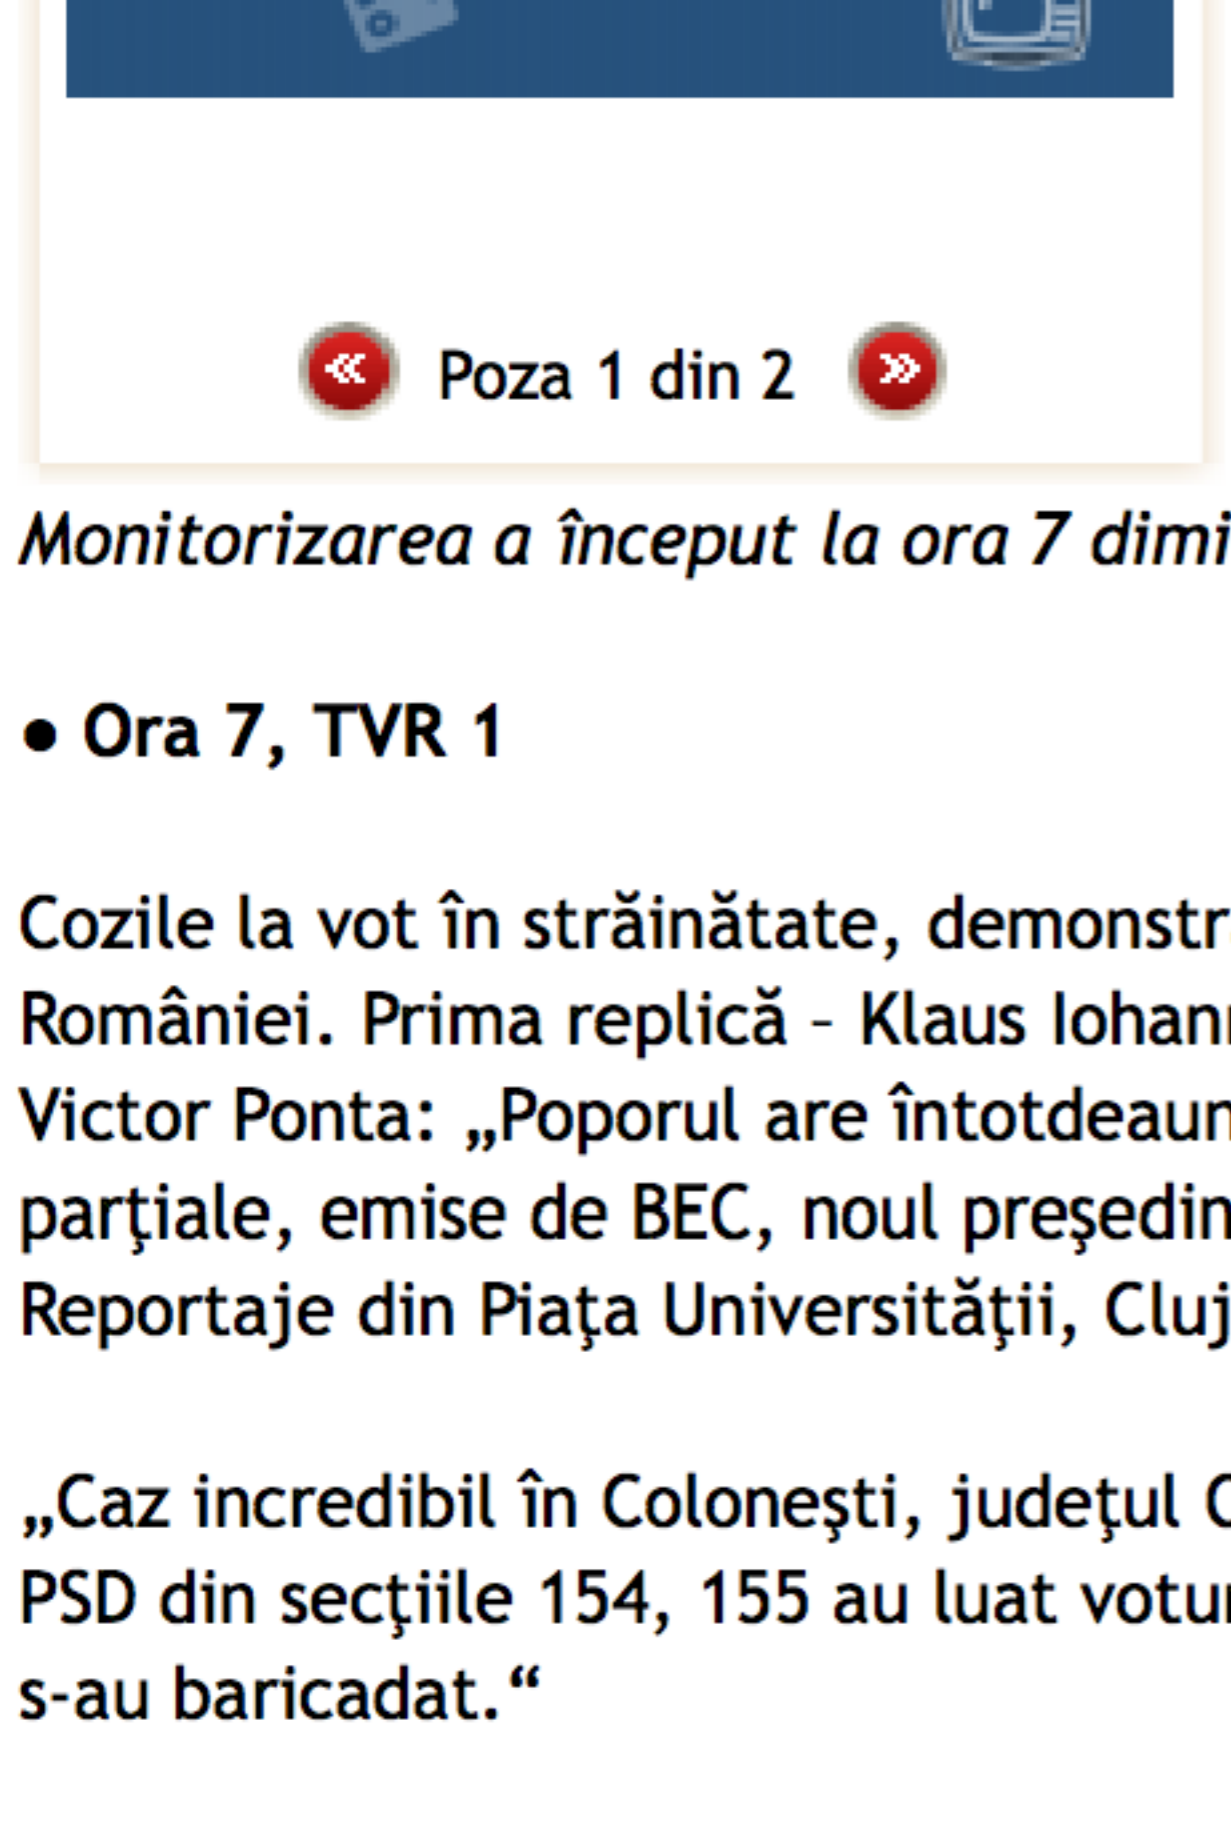 Poza 1 din 2
Monitorizarea a început la ora 7 dimi
● Ora 7, TVR 1
Cozile la vot în străinătate, demonstr
României. Prima replică – Klaus Iohann
Victor Ponta: „Poporul are întotdeaun
parţiale, emise de BEC, noul preşedin
Reportaje din Piaţa Universităţii, Cluj
„Caz incredibil în Coloneşti, judeţul O
PSD din secţiile 154, 155 au luat votur
s-au baricadat.“